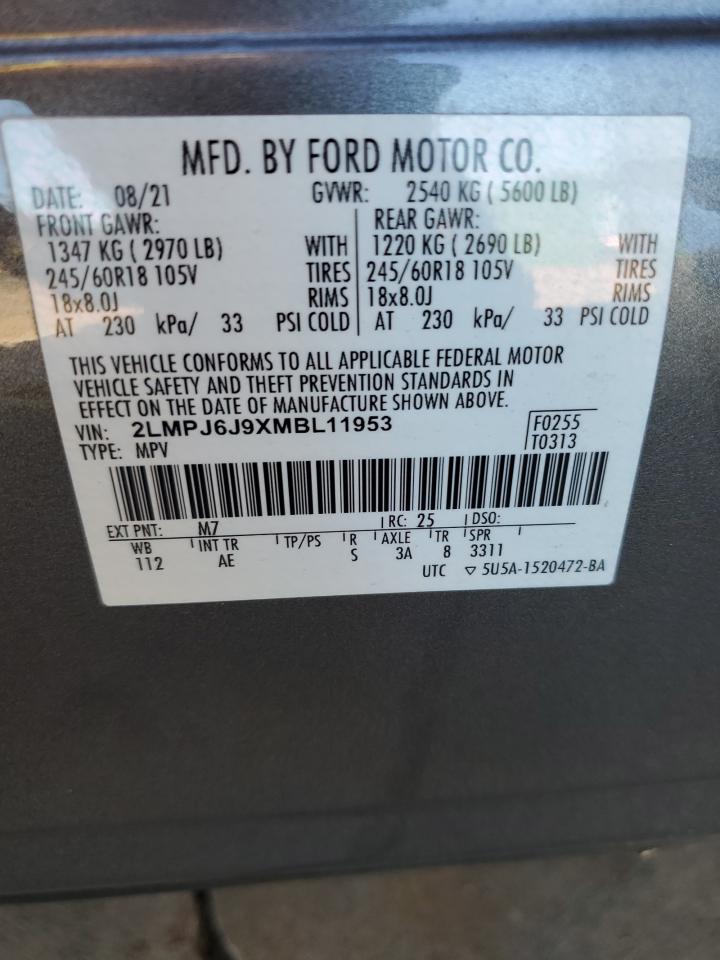 MFD. BY FORD MOTOR CO.
DATE: 08/21 GVWR: 2540 KG ( 5600 LB)
FRONT GAWR: REAR GAWR:
1347 KG ( 2970 LB) WITH 1220 KG ( 2690 LB) WITH
245/60R18 105V TIRES 245/60R18 105V TIRES
18x8.0J RIMS 18x8.0J RIMS
AT 230 kPa/ 33 PSI COLD AT 230 kPa/ 33 PSI COLD
THIS VEHICLE CONFORMS TO ALL APPLICABLE FEDERAL MOTOR
VEHICLE SAFETY AND THEFT PREVENTION STANDARDS IN
EFFECT ON THE DATE OF MANUFACTURE SHOWN ABOVE.
VIN: 2LMPJ6J9XMBL11953 F0255
TYPE: MPV T0313
EXT PNT: M7 RC: 25 DSO:
WB INT TR TP/PS R AXLE TR SPR
112 AE S 3A 8 3311
UTC ▽ 5U5A-1520472-BA